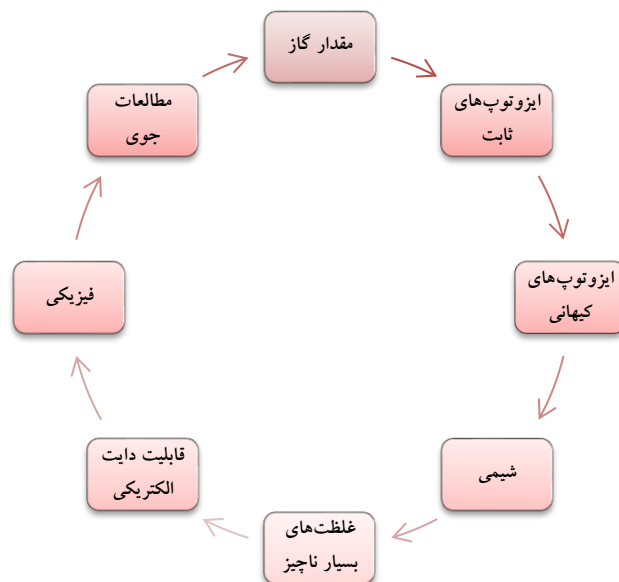 مقدار گاز
ایزوتوپ‌های
ثابت
ایزوتوپ‌های
کیهانی
شیمی
غلظت‌های
بسیار ناچیز
قابلیت دایت
الکتریکی
فیزیکی
مطالعات
جوی